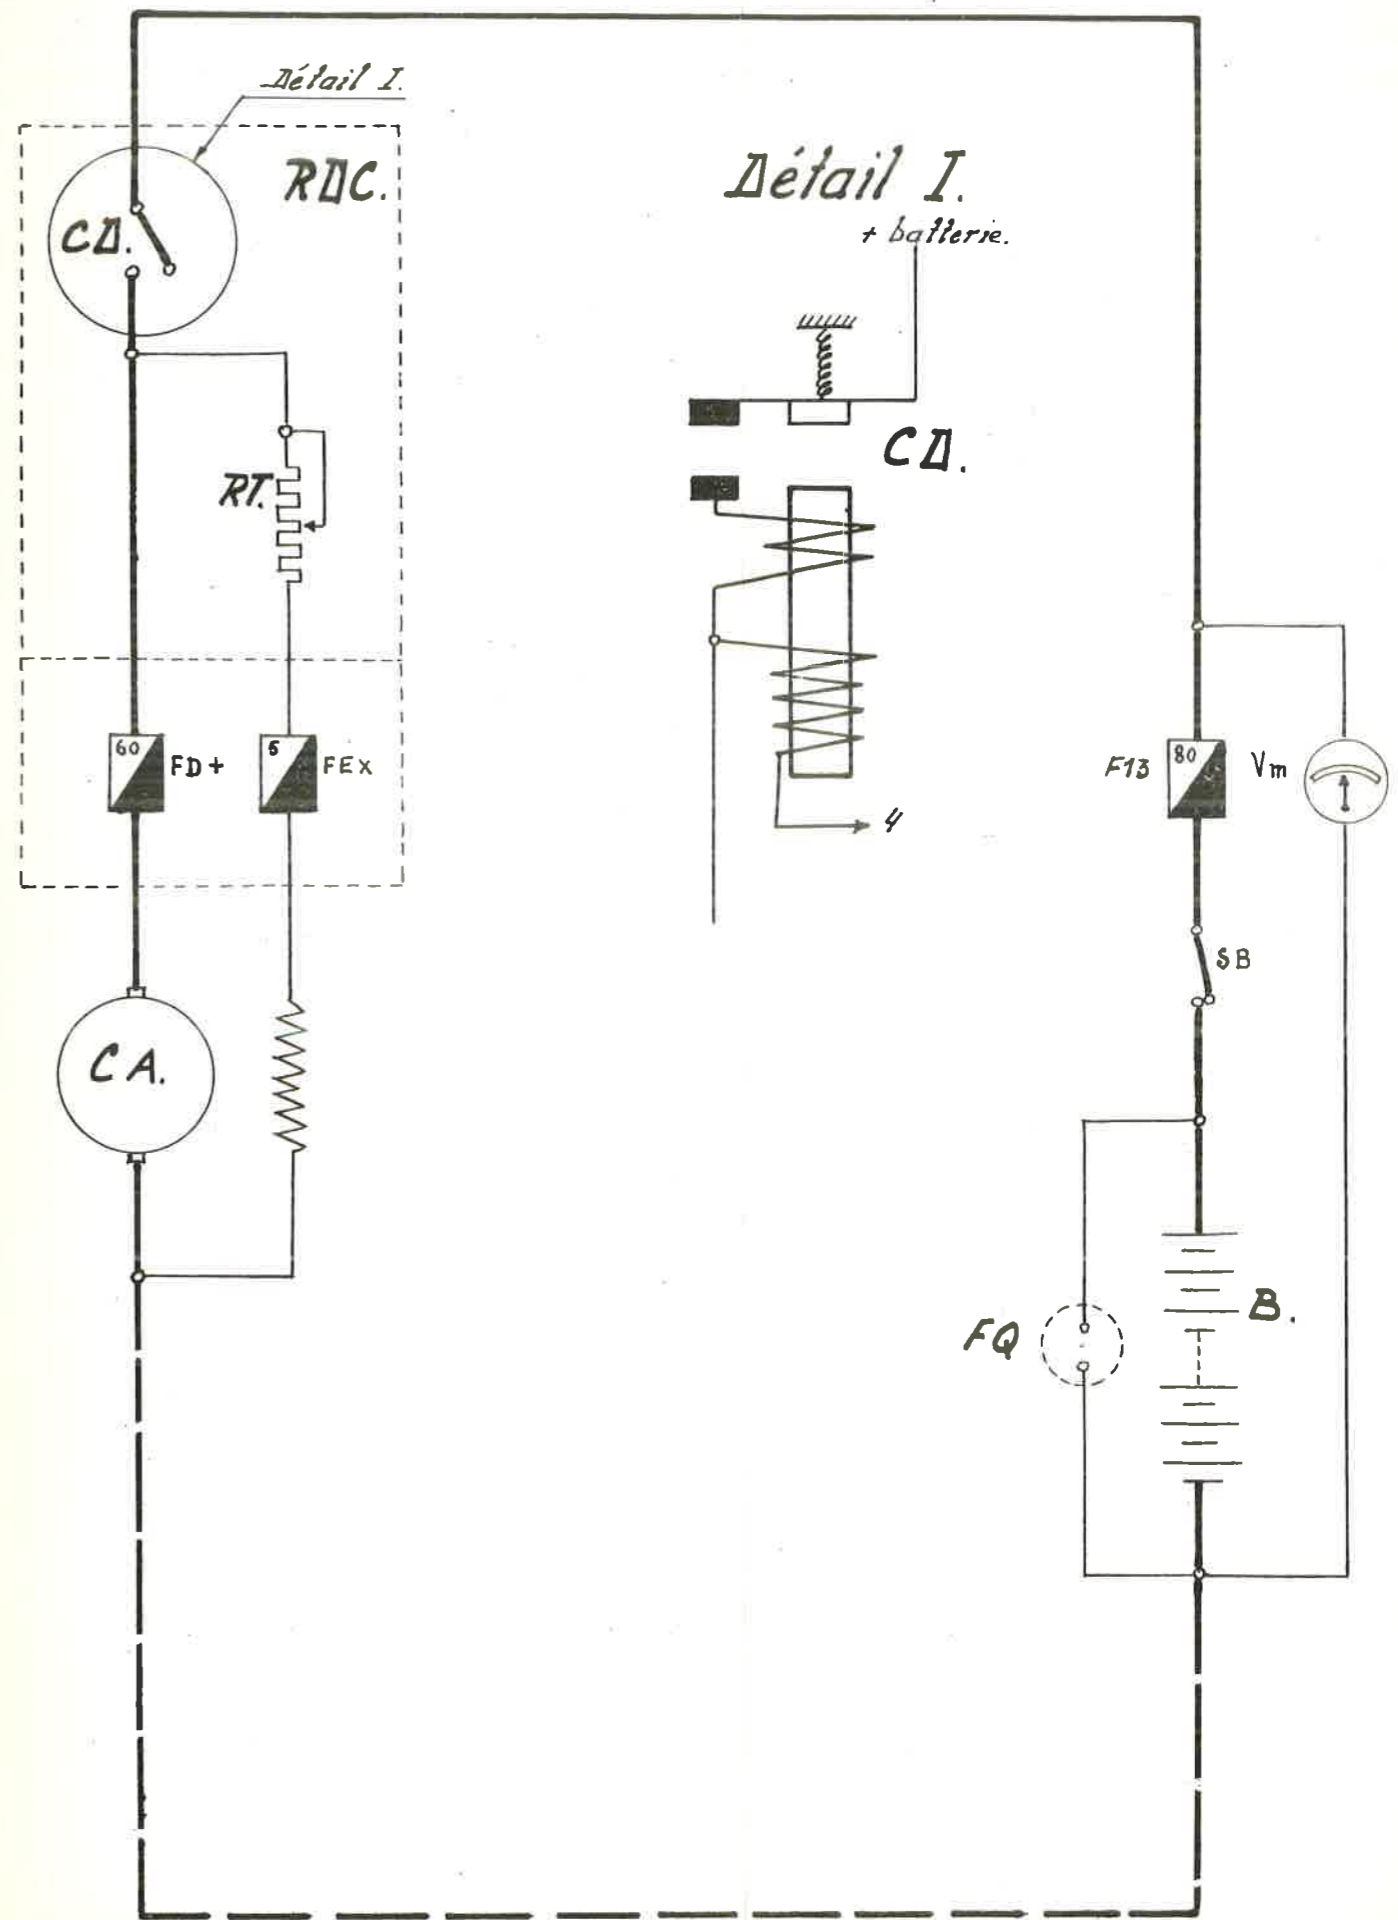 Détail I.
RDC.
CD.
RT.
60
FD+
5
FEx
CA.
Détail I.
+ batterie.
CD.
4
F13
80
Vm
SB
FQ
B.